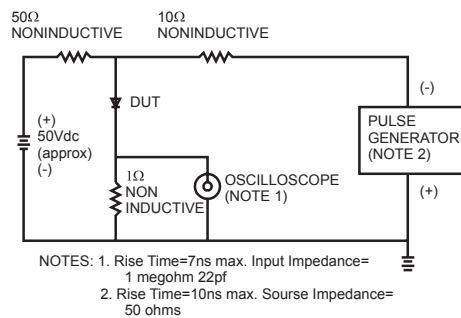 50Ω
NONINDUCTIVE
10Ω
NONINDUCTIVE
DUT
(+)
50Vdc
(approx)
(-)
1Ω
NON
INDUCTIVE
OSCILLOSCOPE
(NOTE 1)
(-)
PULSE
GENERATOR
(NOTE 2)
(+)
NOTES: 1. Rise Time=7ns max. Input Impedance=
1 megohm 22pf
2. Rise Time=10ns max. Sourse Impedance=
50 ohms